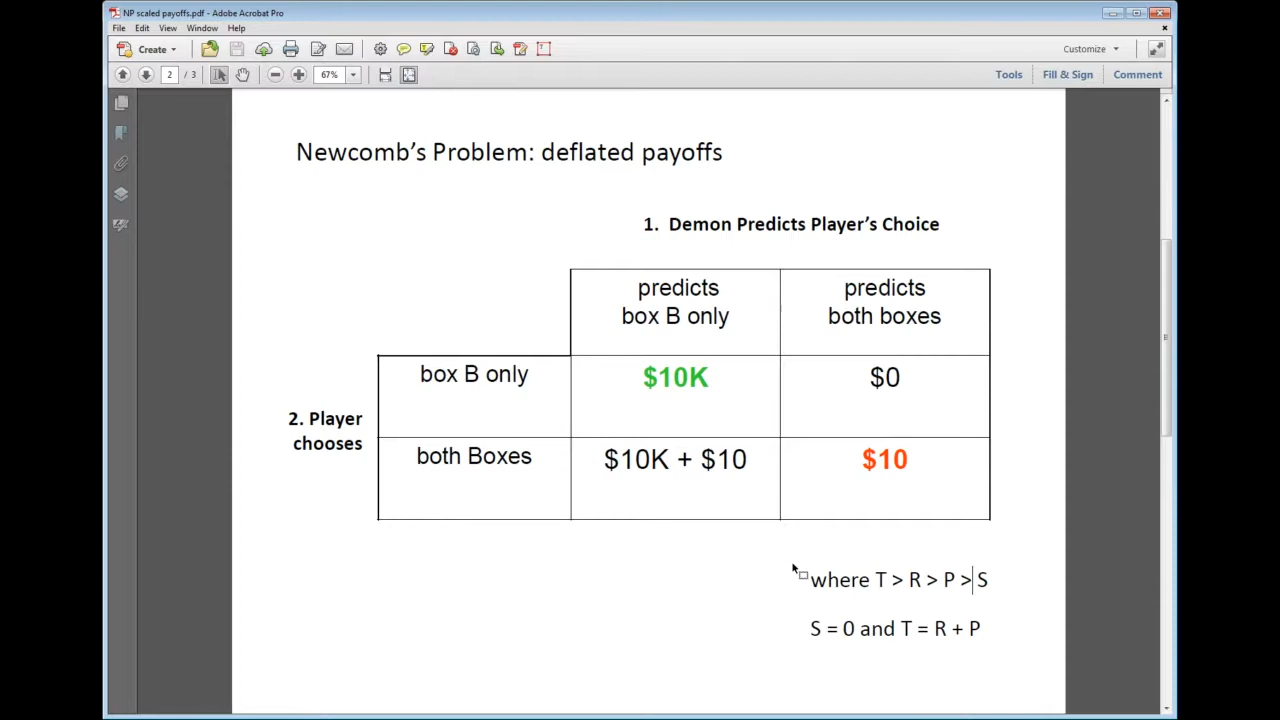 NP scaled payoffs.pdf - Adobe Acrobat Pro
File Edit View Window Help
Create Customize
2 / 3 67% Tools Fill & Sign Comment
Newcomb's Problem: deflated payoffs
1. Demon Predicts Player's Choice
predicts
box B only
predicts
both boxes
box B only $10K $0
2. Player
chooses
both Boxes $10K + $10 $10
where T > R > P > S
S = 0 and T = R + P